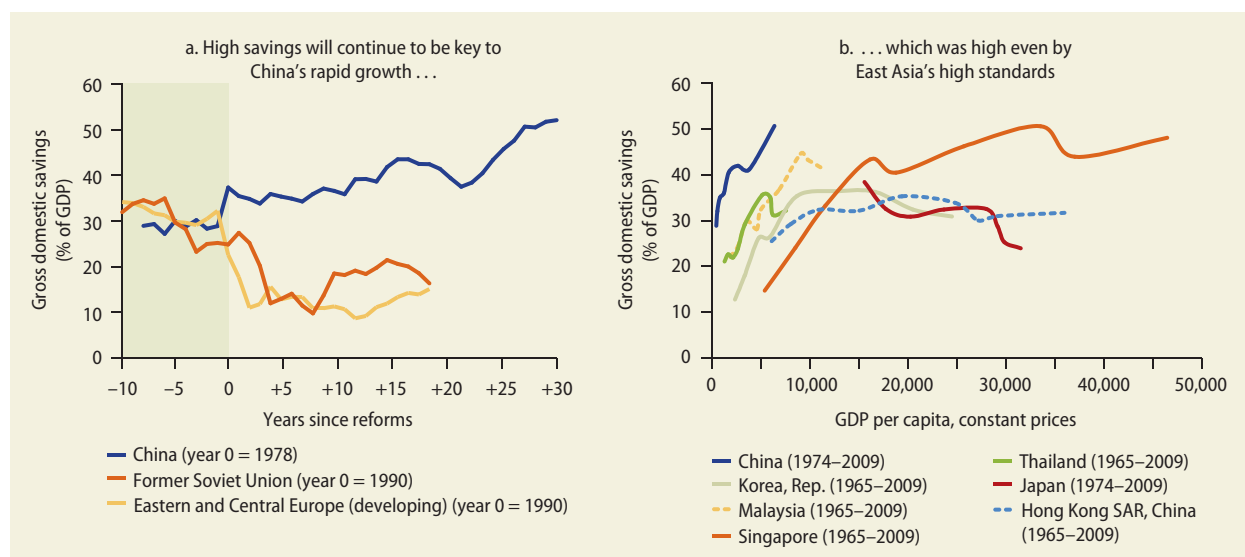 a. High savings will continue to be key to
China's rapid growth . . .
Gross domestic savings
(% of GDP)
60
50
40
30
20
10
0
–10
–5
0
+5
+10
+15
+20
+25
+30
Years since reforms
China (year 0 = 1978)
Former Soviet Union (year 0 = 1990)
Eastern and Central Europe (developing) (year 0 = 1990)
b. . . . which was high even by
East Asia's high standards
Gross domestic savings
(% of GDP)
60
50
40
30
20
10
0
0
10,000
20,000
30,000
40,000
50,000
GDP per capita, constant prices
China (1974–2009)
Korea, Rep. (1965–2009)
Malaysia (1965–2009)
Singapore (1965–2009)
Thailand (1965–2009)
Japan (1974–2009)
Hong Kong SAR, China
(1965–2009)